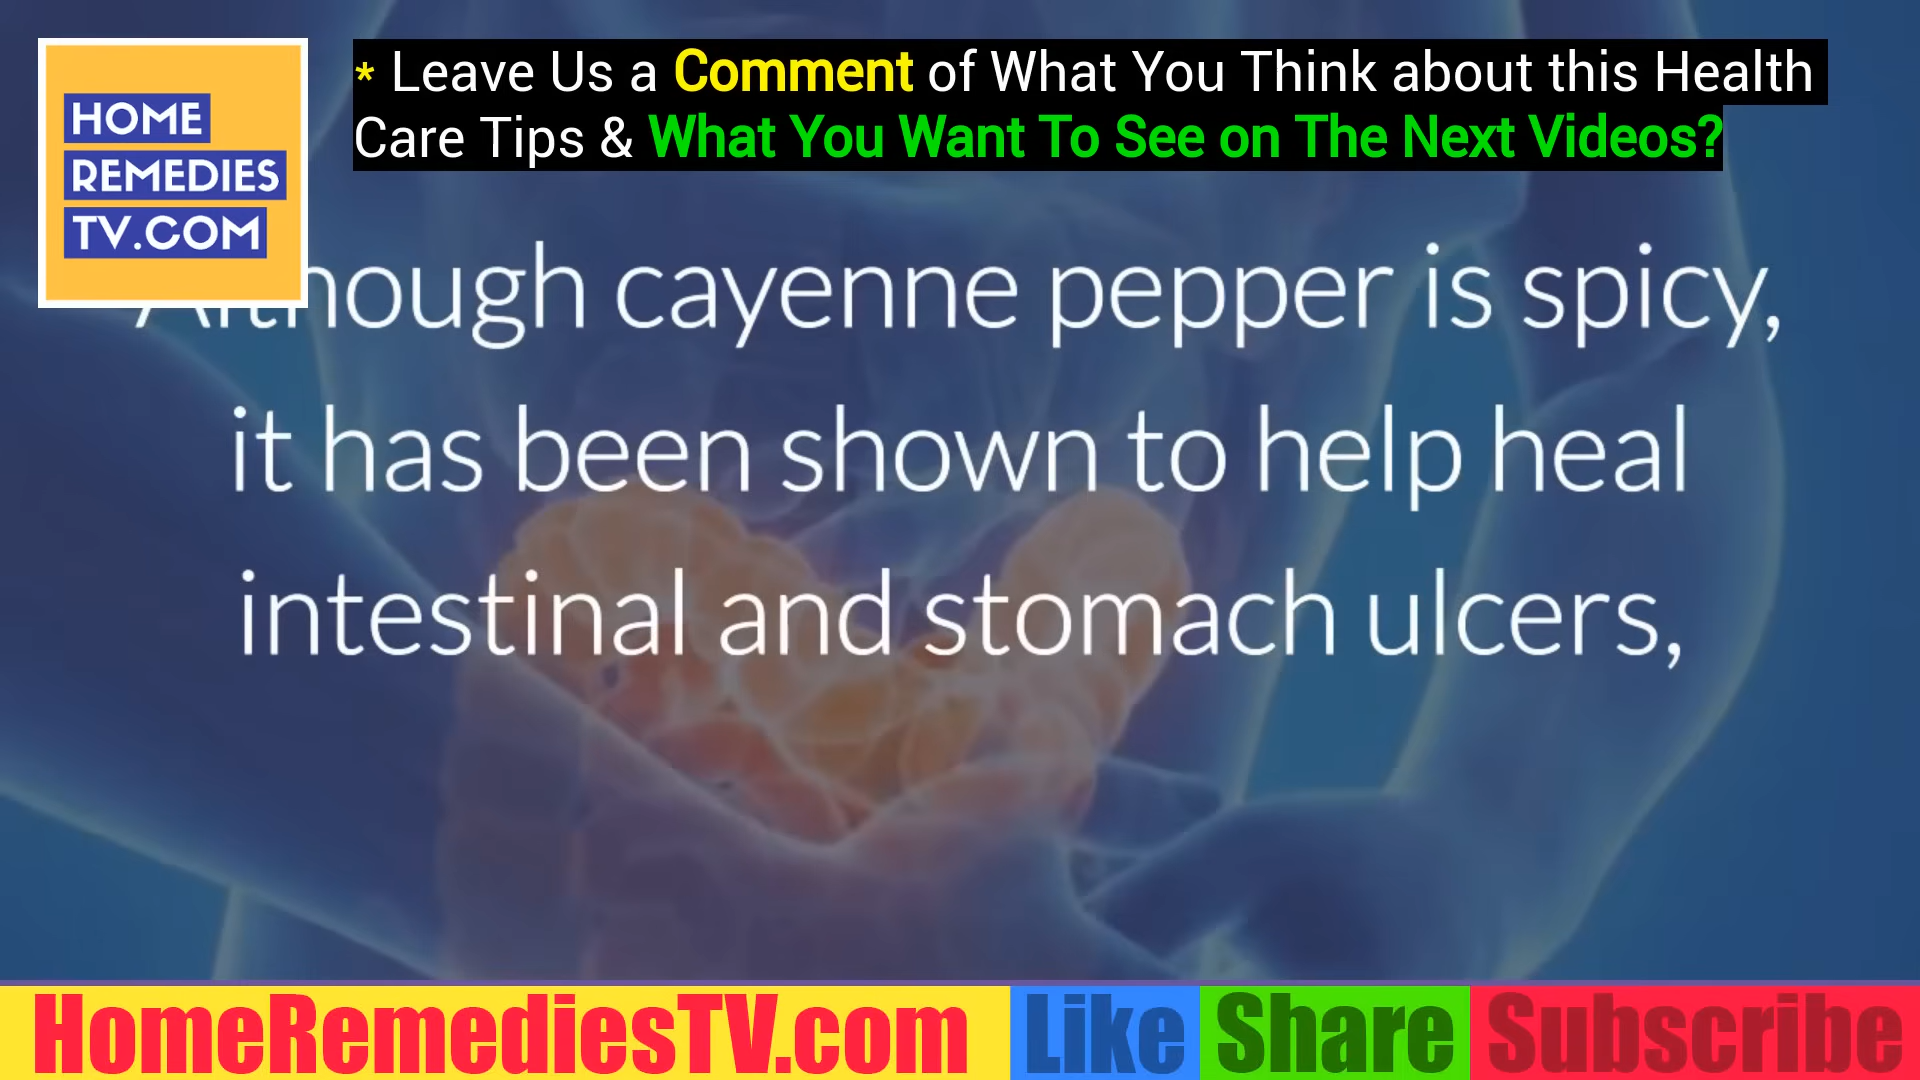 HOME
REMEDIES
TV.COM
* Leave Us a Comment of What You Think about this Health
Care Tips & What You Want To See on The Next Videos?
Although cayenne pepper is spicy,
it has been shown to help heal
intestinal and stomach ulcers,
HomeRemediesTV.com
Like
Share
Subscribe